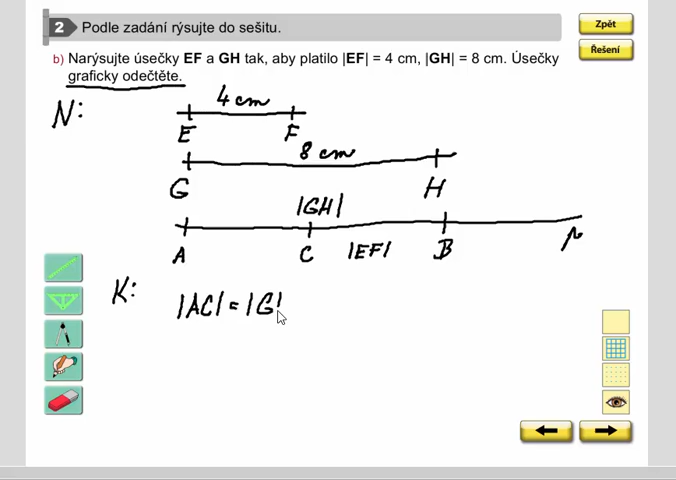 2 Podle zadání rýsujte do sešitu.
Zpět
b) Narýsujte úsečky EF a GH tak, aby platilo |EF| = 4 cm, |GH| = 8 cm. Úsečky
Řešení
graficky odečtěte.
N:
4 cm
E F
8 cm
G H
|GH|
A C |EF| B p
K:
|AC| = |G|